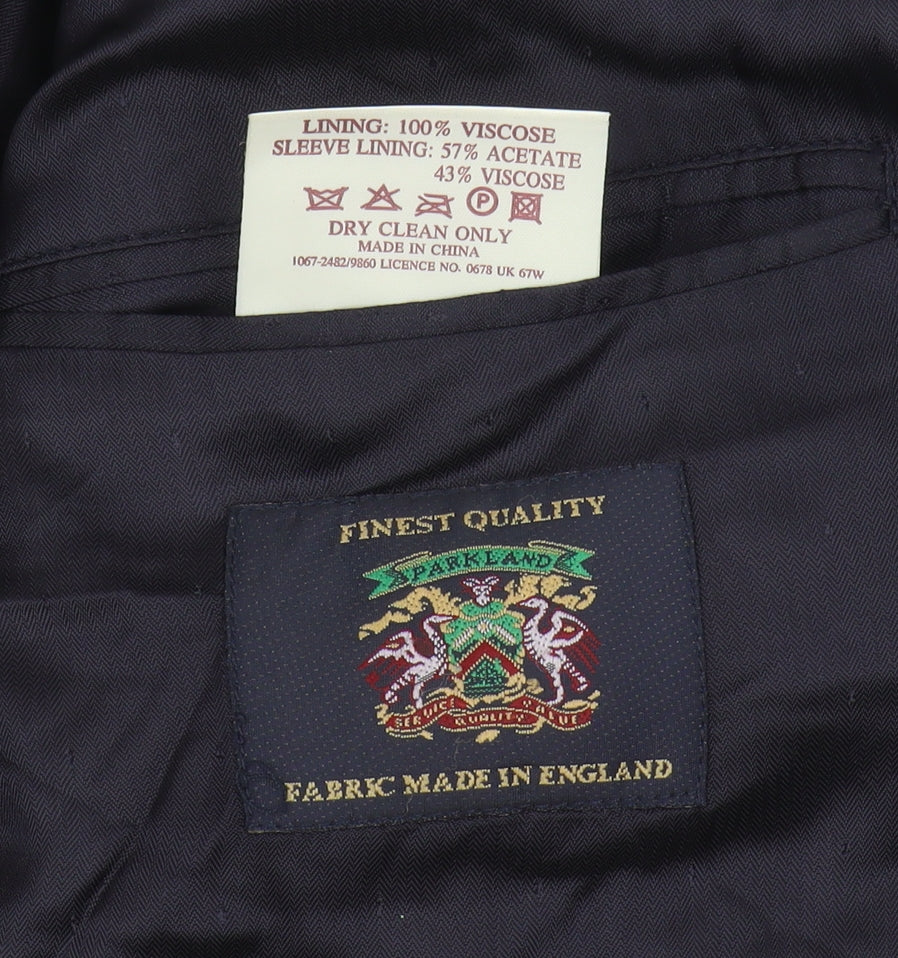 LINING: 100% VISCOSE
SLEEVE LINING: 57% ACETATE
43% VISCOSE
P
DRY CLEAN ONLY
MADE IN CHINA
1067-2482/9860 LICENCE NO. 0678 UK 67W
FINEST QUALITY
PARKLAND
SERVICE QUALITY VALUE
FABRIC MADE IN ENGLAND